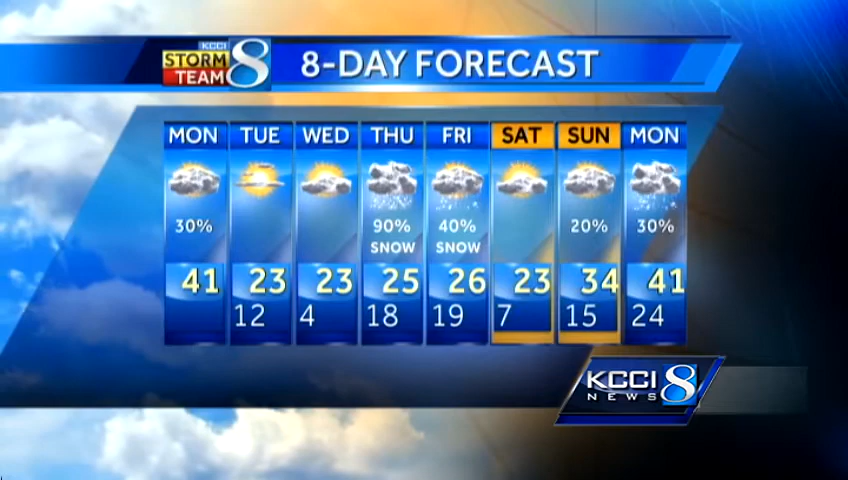 KCCI
STORM
TEAM
8
8-DAY FORECAST
MON TUE WED THU FRI SAT SUN MON
30% 90% 40% 20% 30%
SNOW SNOW
41 23 23 25 26 23 34 41
12 4 18 19 7 15 24
KCCI 8
NEWS